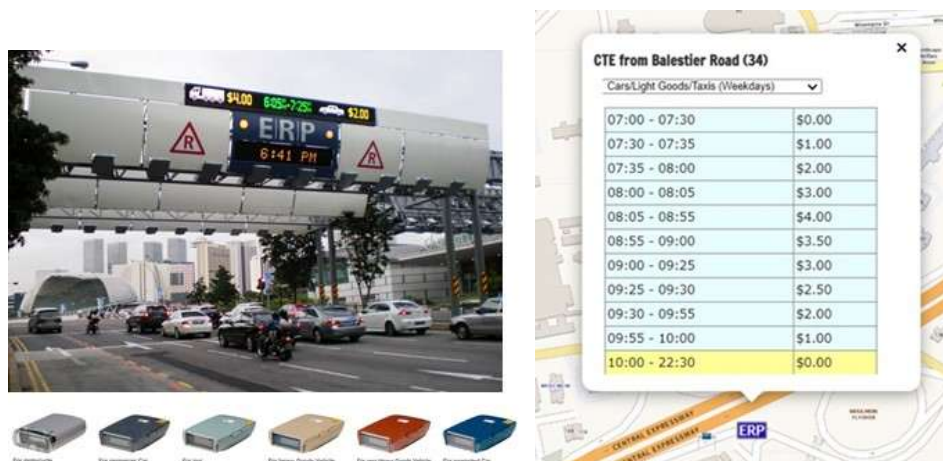 $4.00 6:05PM-7:25PM $2.00
ERP
6:41 PM
R
R
CTE from Balestier Road (34)
Cars/Light Goods/Taxis (Weekdays)
07:00 - 07:30 $0.00
07:30 - 07:35 $1.00
07:35 - 08:00 $2.00
08:00 - 08:05 $3.00
08:05 - 08:55 $4.00
08:55 - 09:00 $3.50
09:00 - 09:25 $3.00
09:25 - 09:30 $2.50
09:30 - 09:55 $2.00
09:55 - 10:00 $1.00
10:00 - 22:30 $0.00
CENTRAL EXPRESSWAY
CENTRAL EXPRESSWAY
ERP